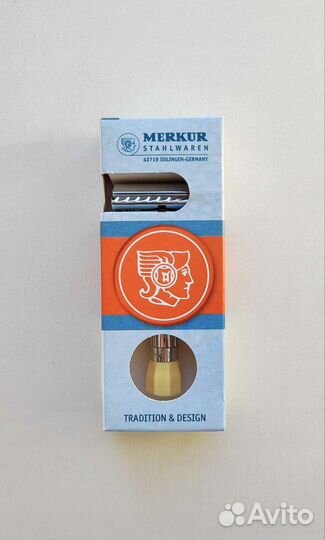 MERKUR
STAHLWAREN
42719 SOLINGEN-GERMANY
TRADITION & DESIGN
Avito